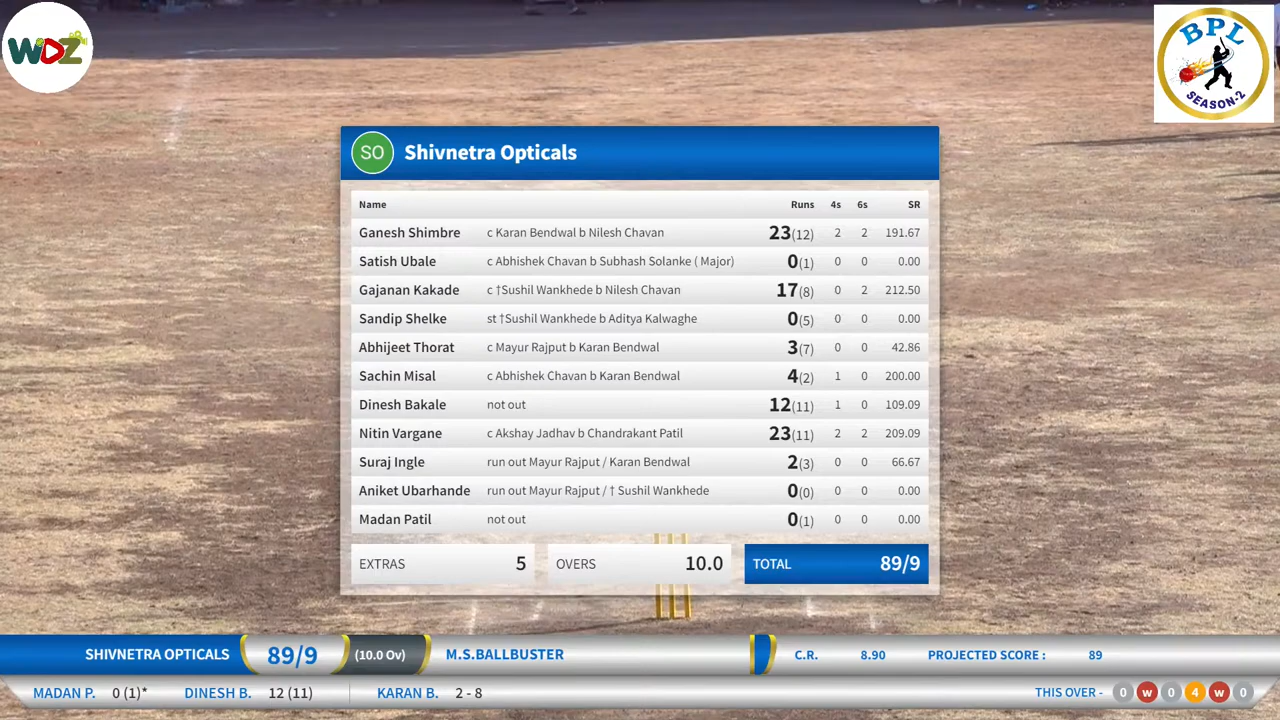 WDZ
BPL
SEASON-2
SO Shivnetra Opticals
Name Runs 4s 6s SR
Ganesh Shimbre c Karan Bendwal b Nilesh Chavan 23(12) 2 2 191.67
Satish Ubale c Abhishek Chavan b Subhash Solanke ( Major) 0(1) 0 0 0.00
Gajanan Kakade c †Sushil Wankhede b Nilesh Chavan 17(8) 0 2 212.50
Sandip Shelke st †Sushil Wankhede b Aditya Kalwaghe 0(5) 0 0 0.00
Abhijeet Thorat c Mayur Rajput b Karan Bendwal 3(7) 0 0 42.86
Sachin Misal c Abhishek Chavan b Karan Bendwal 4(2) 1 0 200.00
Dinesh Bakale not out 12(11) 1 0 109.09
Nitin Vargane c Akshay Jadhav b Chandrakant Patil 23(11) 2 2 209.09
Suraj Ingle run out Mayur Rajput / Karan Bendwal 2(3) 0 0 66.67
Aniket Ubarhande run out Mayur Rajput / † Sushil Wankhede 0(0) 0 0 0.00
Madan Patil not out 0(1) 0 0 0.00
EXTRAS 5 OVERS 10.0 TOTAL 89/9
SHIVNETRA OPTICALS 89/9 (10.0 Ov) M.S.BALLBUSTER C.R. 8.90 PROJECTED SCORE : 89
MADAN P. 0 (1)* DINESH B. 12 (11) KARAN B. 2 - 8 THIS OVER - 0 w 0 4 w 0